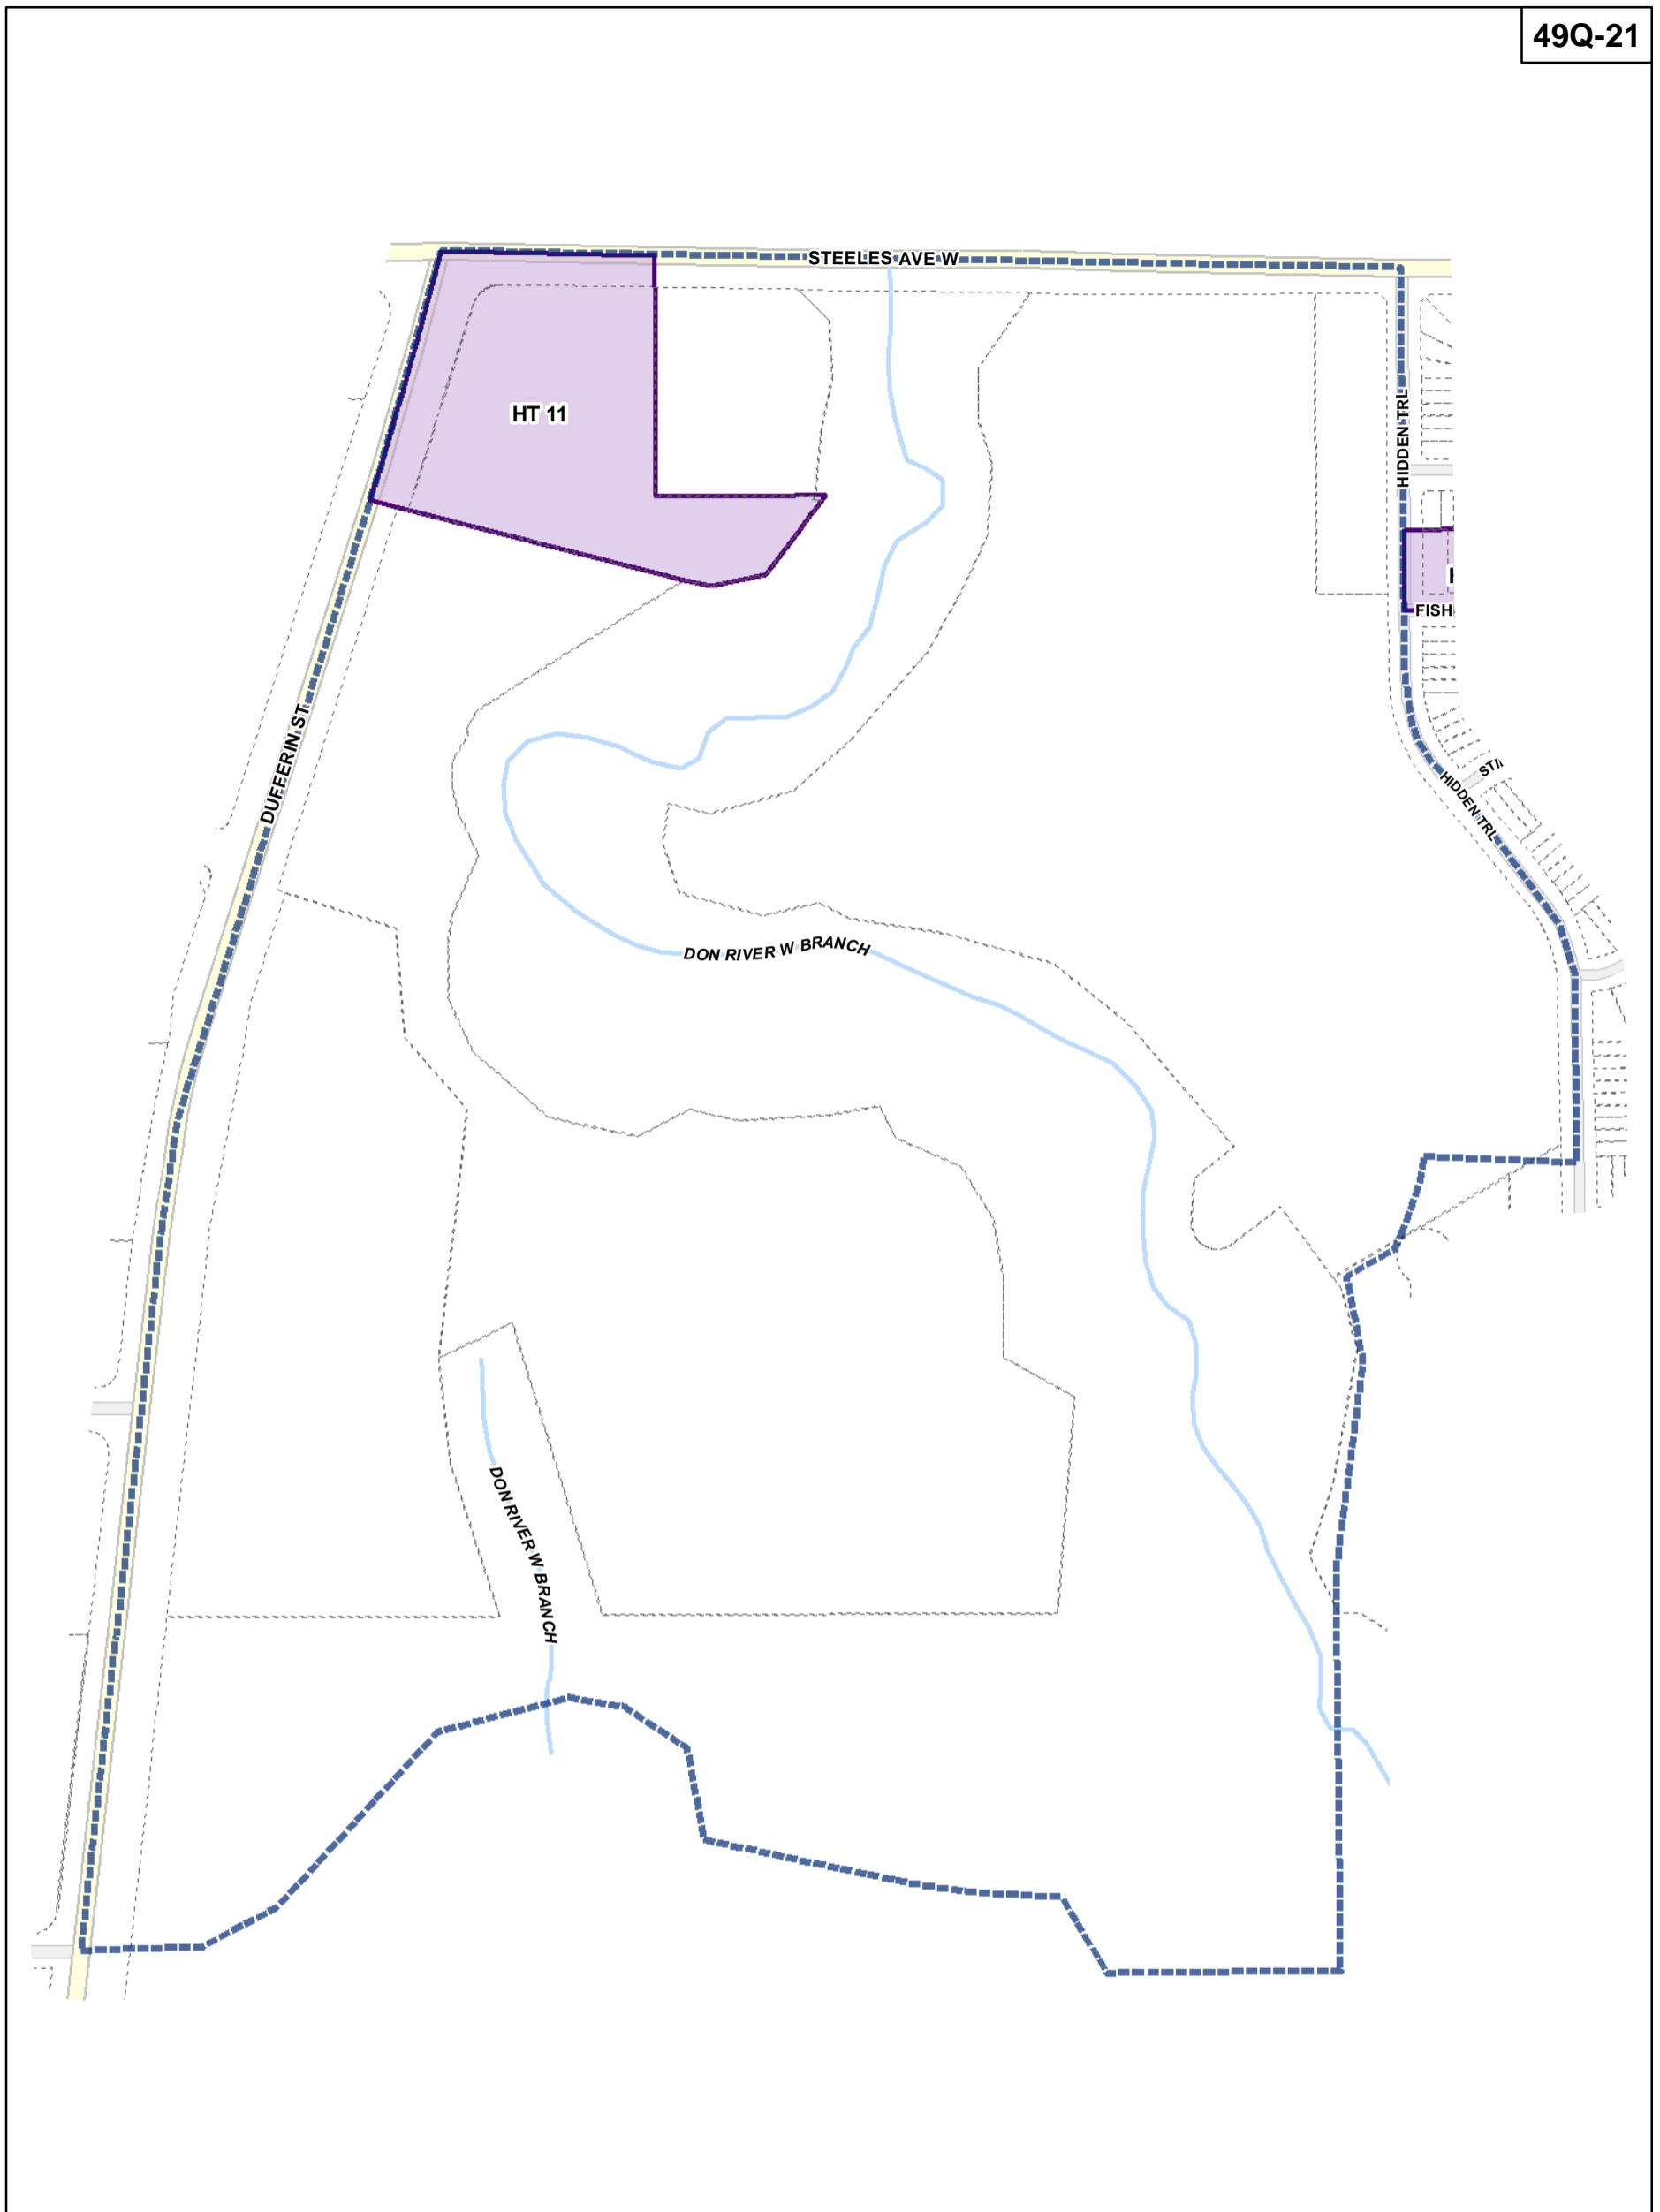 49Q-21
STEELES AVE W
HT 11
HIDDEN TRL
FISH
DUFFERIN ST
HIDDEN TRL
DON RIVER W BRANCH
DON RIVER W BRANCH